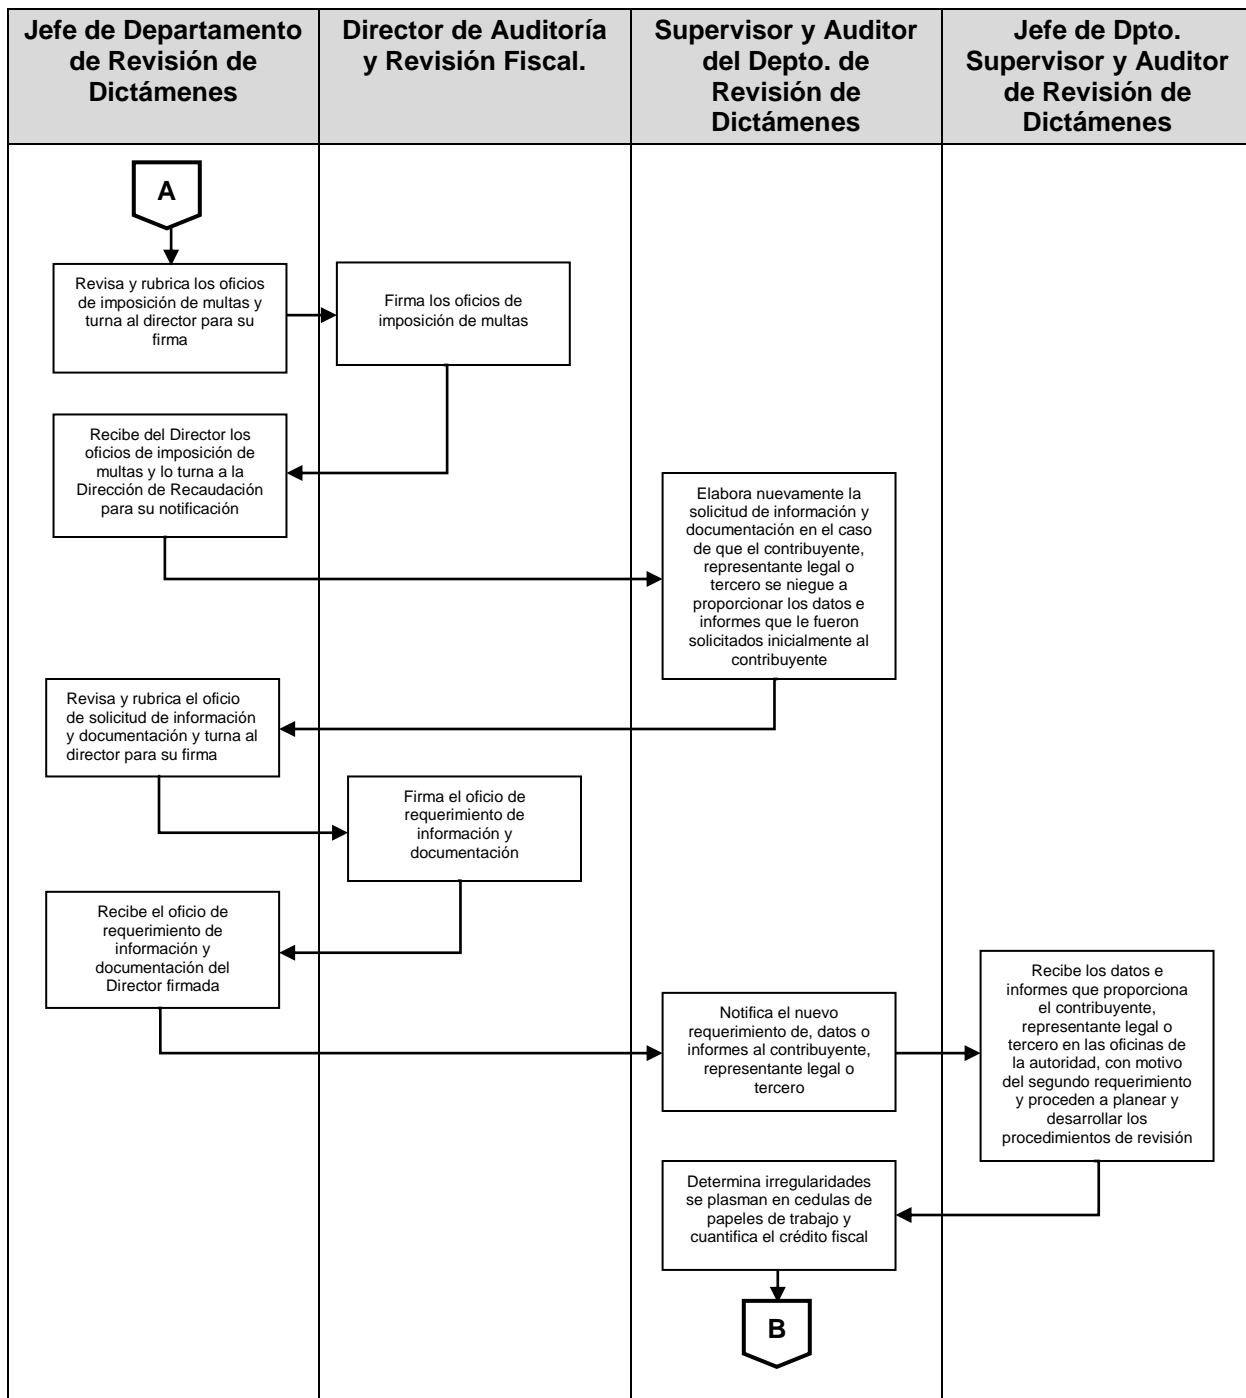 Jefe de Departamento
de Revisión de
Dictámenes
Director de Auditoría
y Revisión Fiscal.
Supervisor y Auditor
del Depto. de
Revisión de
Dictámenes
Jefe de Dpto.
Supervisor y Auditor
de Revisión de
Dictámenes
A
Revisa y rubrica los oficios
de imposición de multas y
turna al director para su
firma
Firma los oficios de
imposición de multas
Recibe del Director los
oficios de imposición de
multas y lo turna a la
Dirección de Recaudación
para su notificación
Elabora nuevamente la
solicitud de información y
documentación en el caso
de que el contribuyente,
representante legal o
tercero se niegue a
proporcionar los datos e
informes que le fueron
solicitados inicialmente al
contribuyente
Revisa y rubrica el oficio
de solicitud de información
y documentación y turna al
director para su firma
Firma el oficio de
requerimiento de
información y
documentación
Recibe el oficio de
requerimiento de
información y
documentación del
Director firmada
Notifica el nuevo
requerimiento de, datos o
informes al contribuyente,
representante legal o
tercero
Recibe los datos e
informes que proporciona
el contribuyente,
representante legal o
tercero en las oficinas de
la autoridad, con motivo
del segundo requerimiento
y proceden a planear y
desarrollar los
procedimientos de revisión
Determina irregularidades
se plasman en cedulas de
papeles de trabajo y
cuantifica el crédito fiscal
B